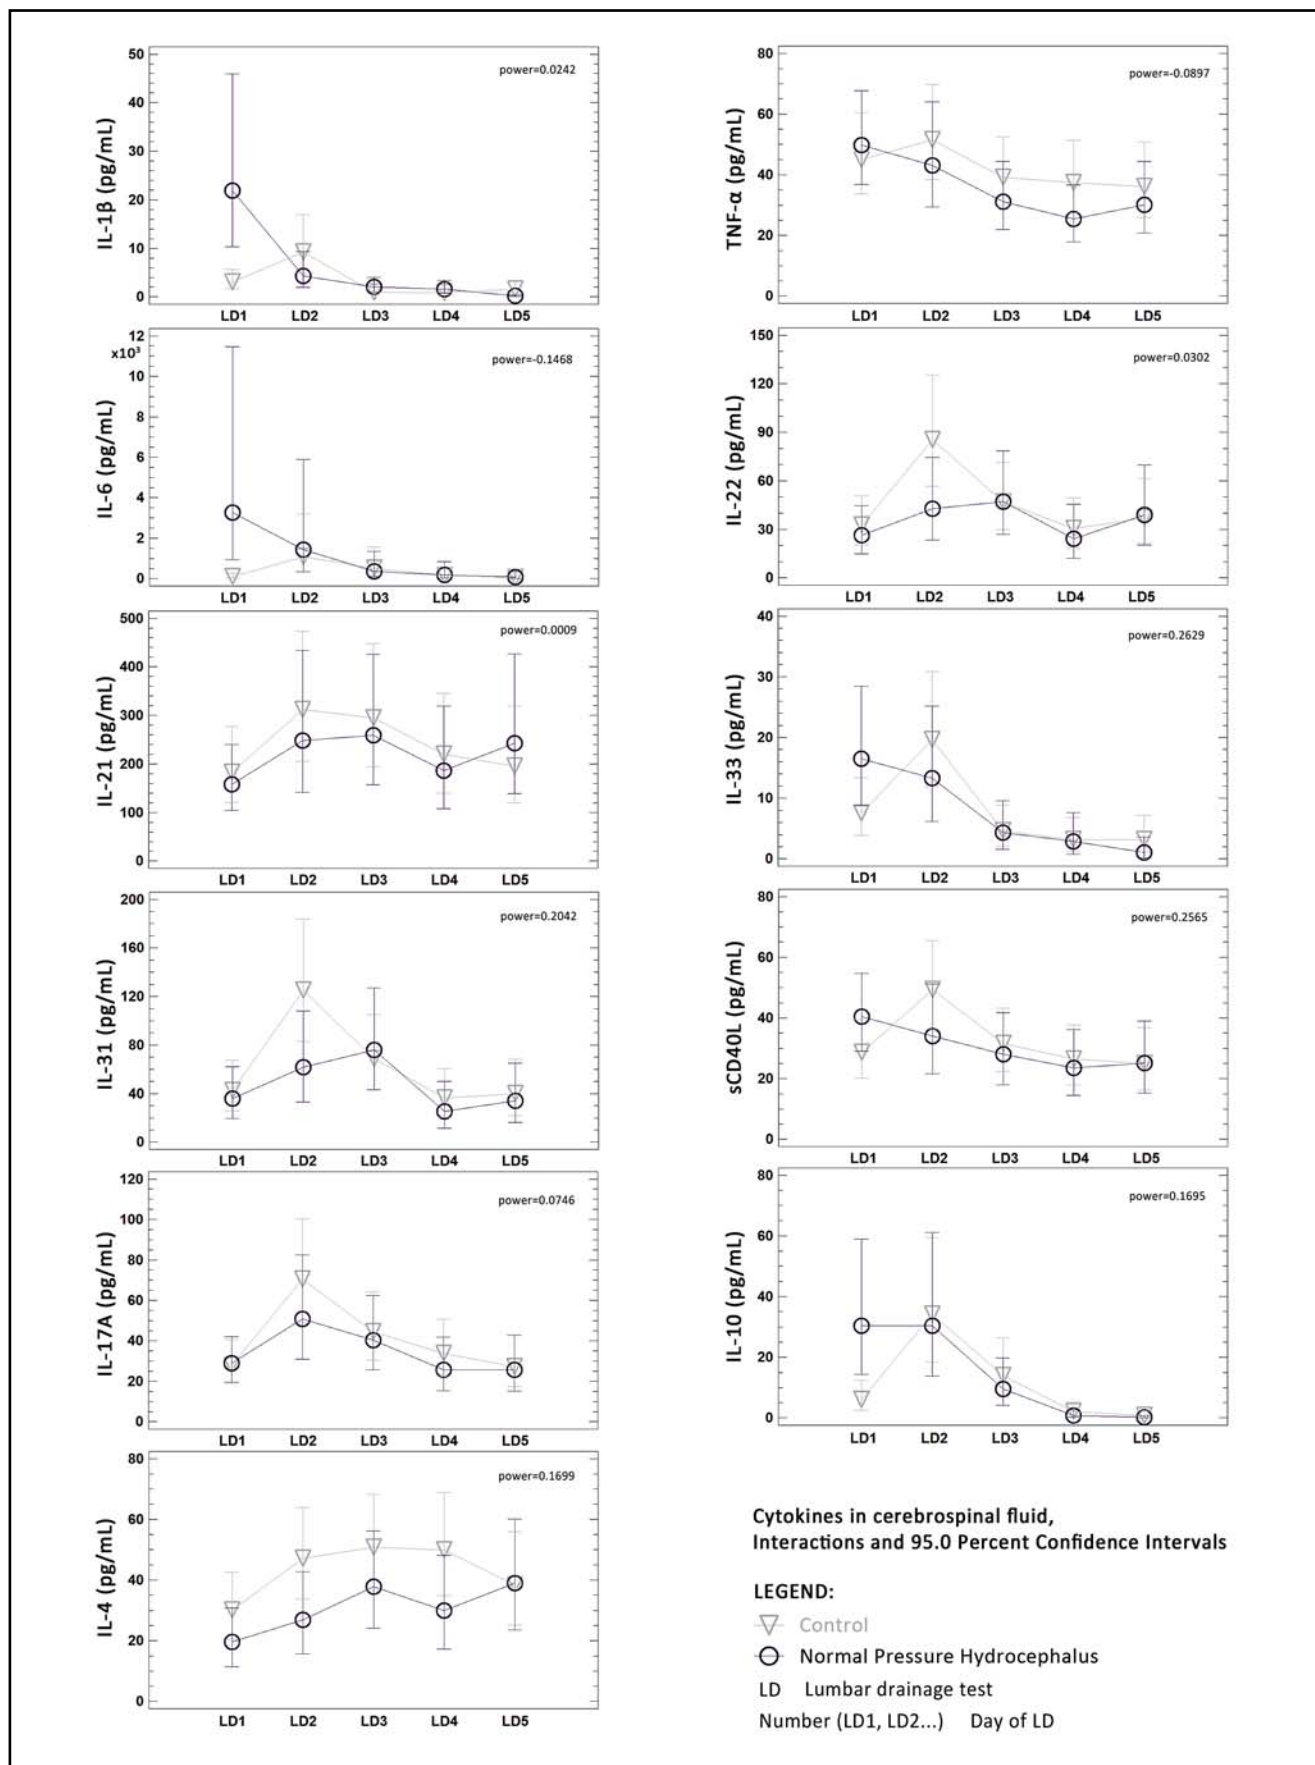 IL-1β (pg/mL)
50
40
30
20
10
0
power=0.0242
LD1 LD2 LD3 LD4 LD5
IL-6 (pg/mL)
12
x10³
10
8
6
4
2
0
power=-0.1468
LD1 LD2 LD3 LD4 LD5
IL-21 (pg/mL)
500
400
300
200
100
0
power=0.0009
LD1 LD2 LD3 LD4 LD5
IL-31 (pg/mL)
200
160
120
80
40
0
power=0.2042
LD1 LD2 LD3 LD4 LD5
IL-17A (pg/mL)
120
100
80
60
40
20
0
power=0.0746
LD1 LD2 LD3 LD4 LD5
IL-4 (pg/mL)
80
60
40
20
0
power=0.1699
LD1 LD2 LD3 LD4 LD5
TNF-α (pg/mL)
80
60
40
20
0
power=-0.0897
LD1 LD2 LD3 LD4 LD5
IL-22 (pg/mL)
150
120
90
60
30
0
power=0.0302
LD1 LD2 LD3 LD4 LD5
IL-33 (pg/mL)
40
30
20
10
0
power=0.2629
LD1 LD2 LD3 LD4 LD5
sCD40L (pg/mL)
80
60
40
20
0
power=0.2565
LD1 LD2 LD3 LD4 LD5
IL-10 (pg/mL)
80
60
40
20
0
power=0.1695
LD1 LD2 LD3 LD4 LD5
Cytokines in cerebrospinal fluid,
Interactions and 95.0 Percent Confidence Intervals
LEGEND:
Control
Normal Pressure Hydrocephalus
LD Lumbar drainage test
Number (LD1, LD2...) Day of LD